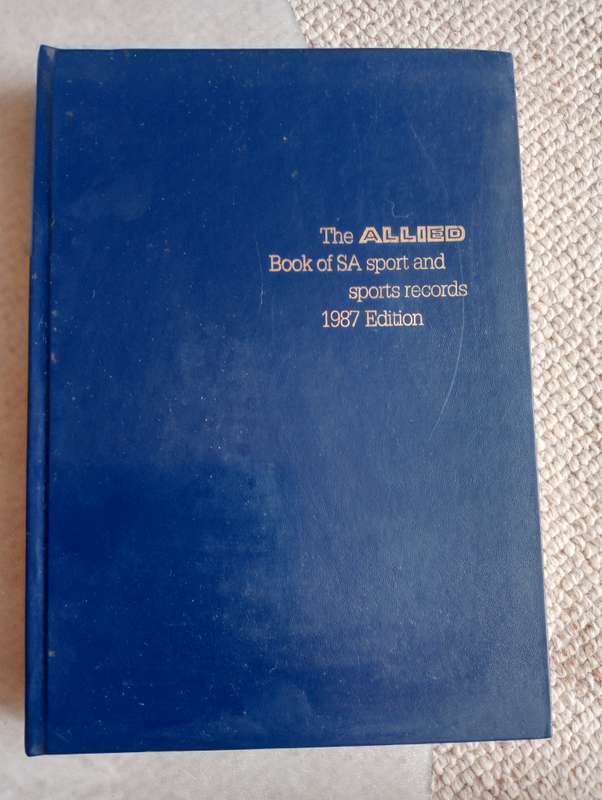 The ALLIED
Book of SA sport and
sports records
1987 Edition